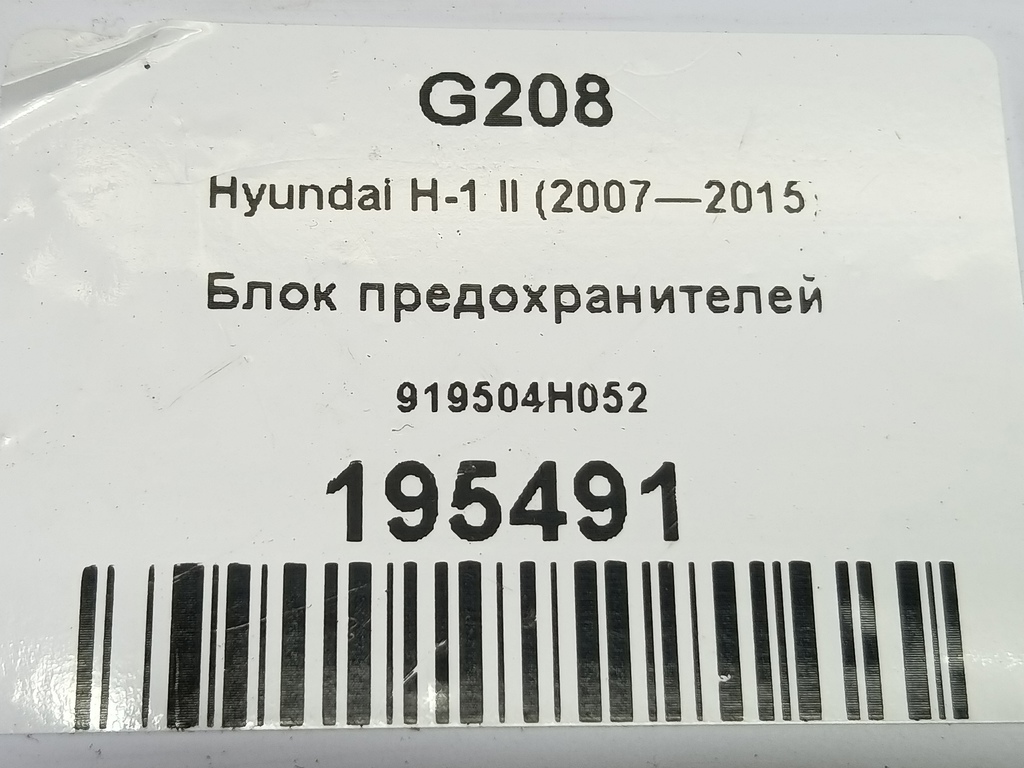 G208
Hyundai H-1 II (2007—2015)
Блок предохранителей
919504H052
195491